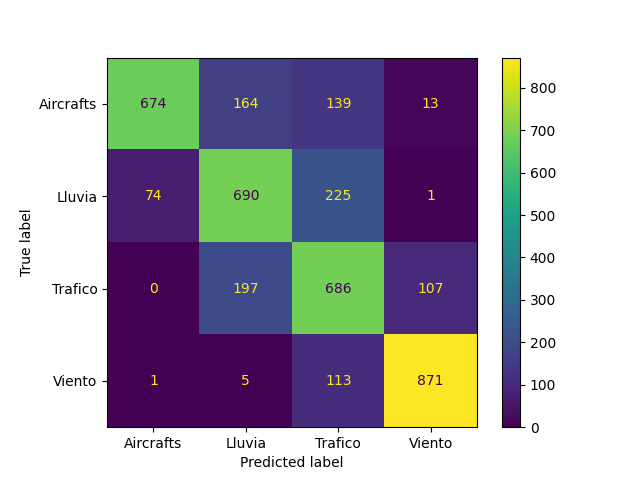 Aircrafts 674 164 139 13
Lluvia 74 690 225 1
Trafico 0 197 686 107
Viento 1 5 113 871
Aircrafts Lluvia Trafico Viento
Predicted label
True label
800
700
600
500
400
300
200
100
0